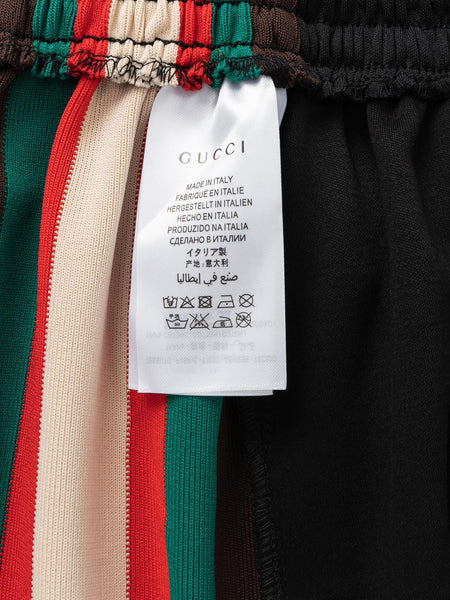 GUCCI
MADE IN ITALY
FABRIQUÉ EN ITALIE
HERGESTELLT IN ITALIEN
HECHO EN ITALIA
PRODUZIDO NA ITALIA
СДЕЛАНО В ИТАЛИИ
イタリア製
产地:意大利
صنع في إيطاليا